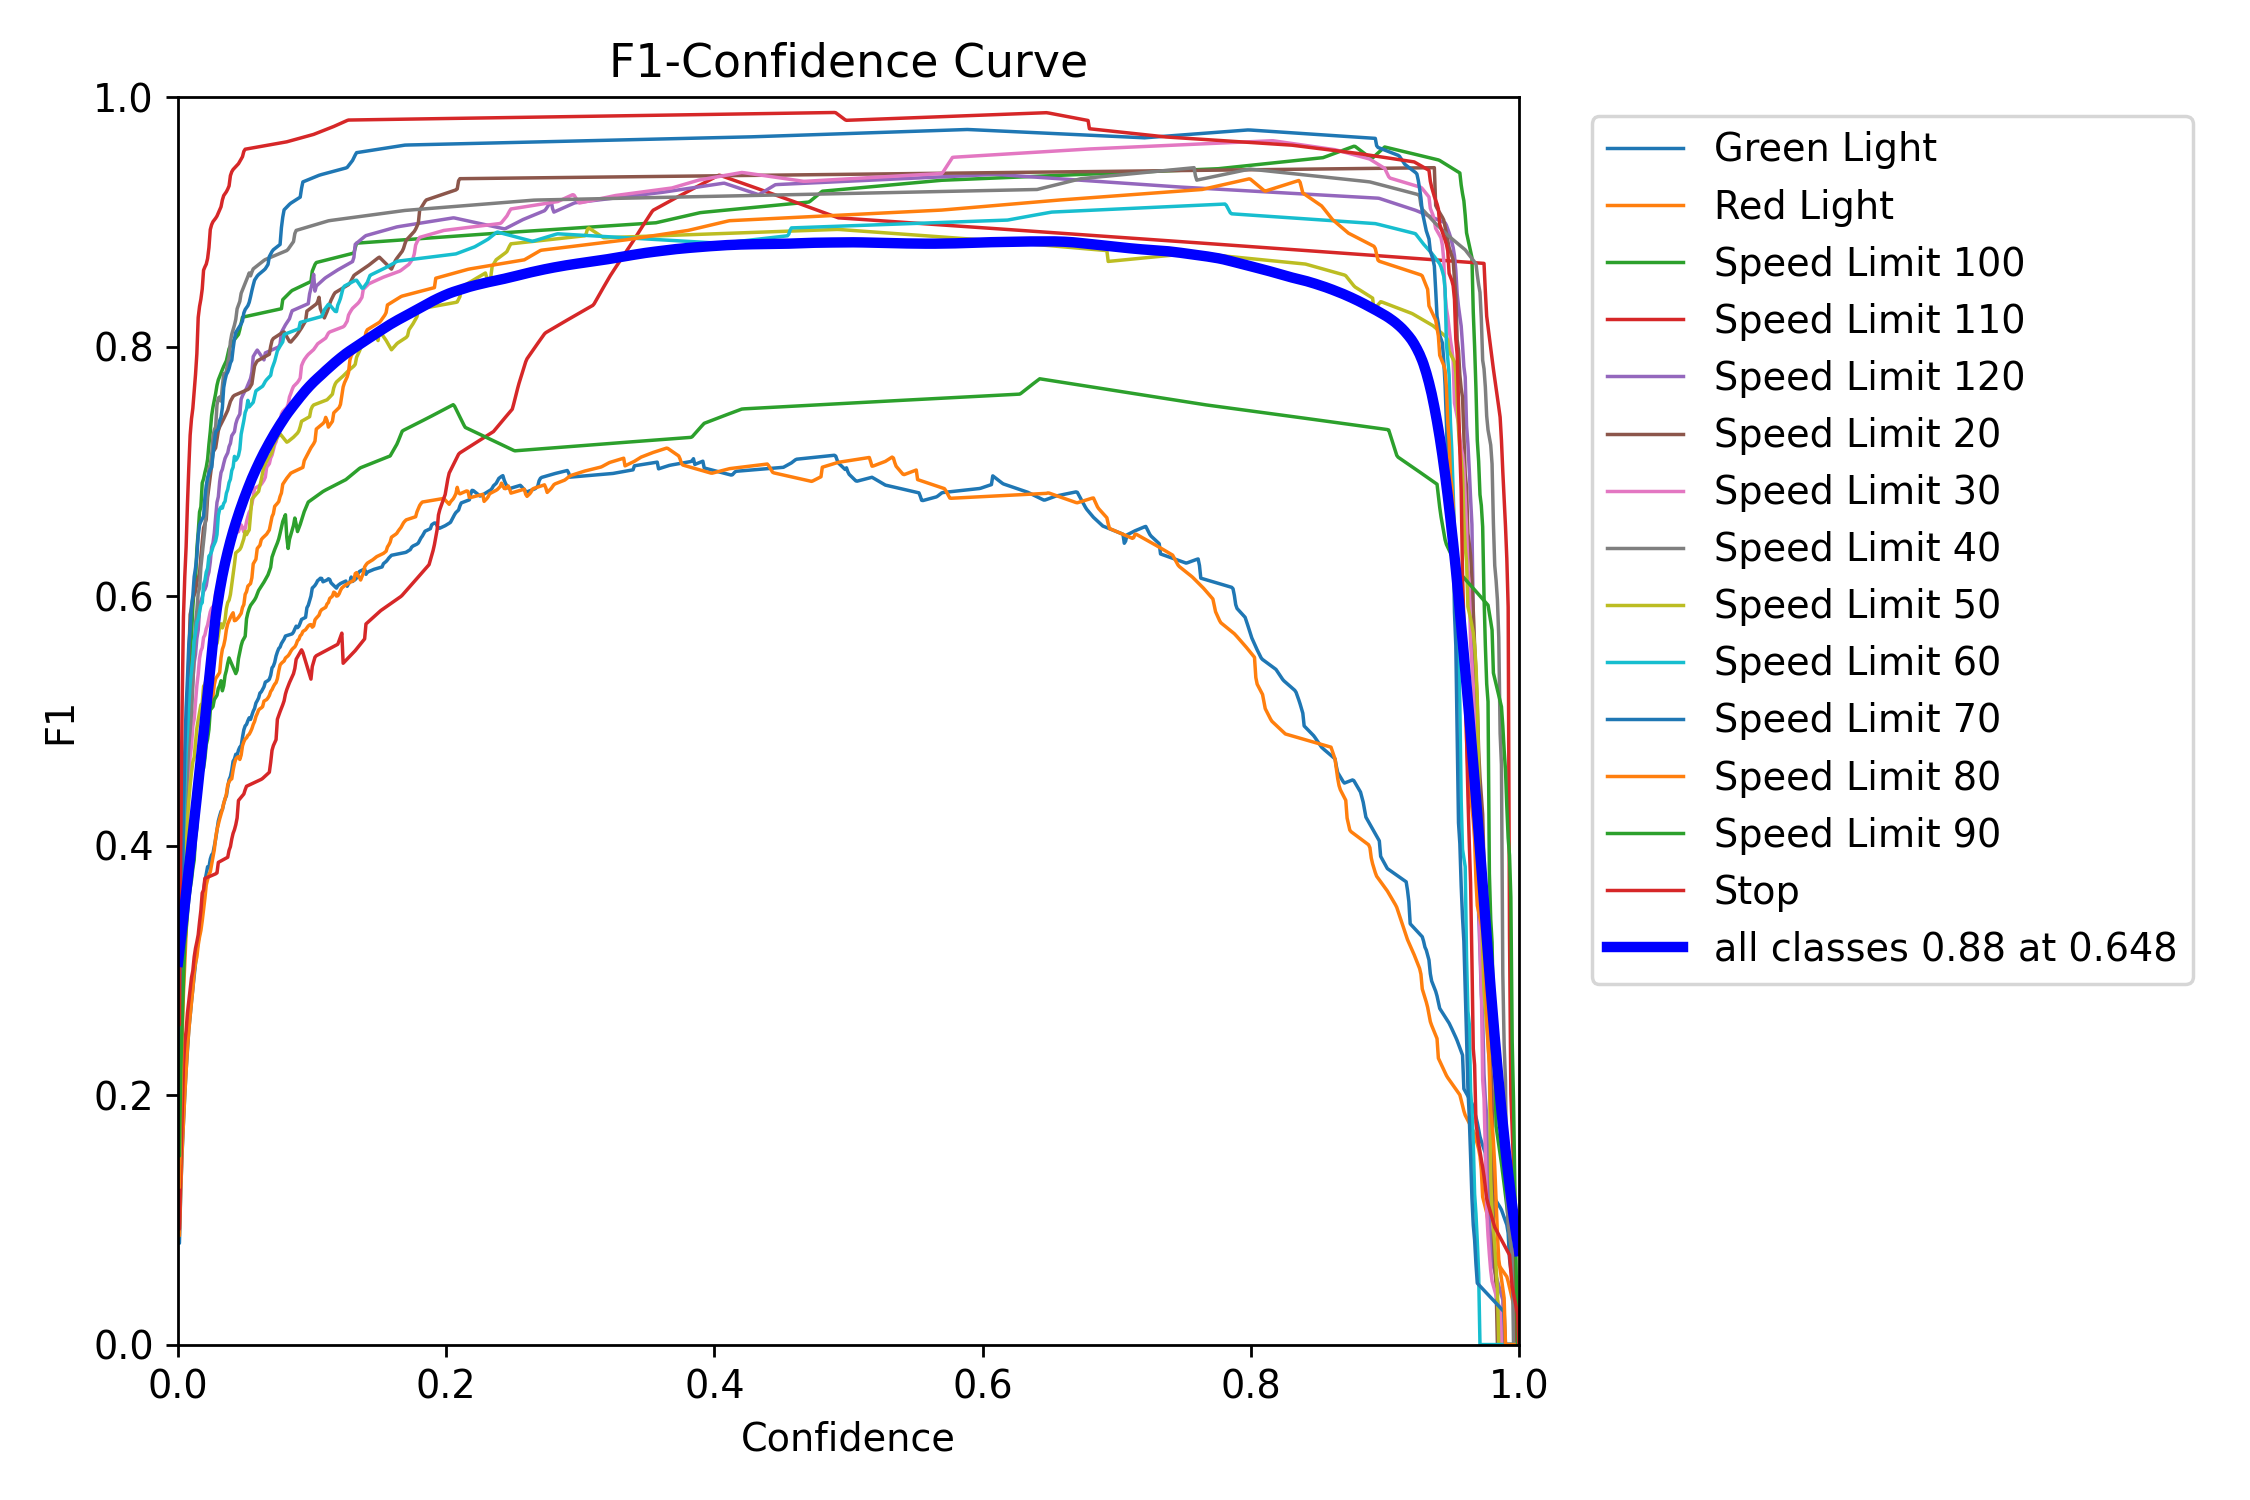 F1-Confidence Curve
1.0
0.8
0.6
0.4
0.2
0.0
F1
0.0 0.2 0.4 0.6 0.8 1.0
Confidence
Green Light
Red Light
Speed Limit 100
Speed Limit 110
Speed Limit 120
Speed Limit 20
Speed Limit 30
Speed Limit 40
Speed Limit 50
Speed Limit 60
Speed Limit 70
Speed Limit 80
Speed Limit 90
Stop
all classes 0.88 at 0.648